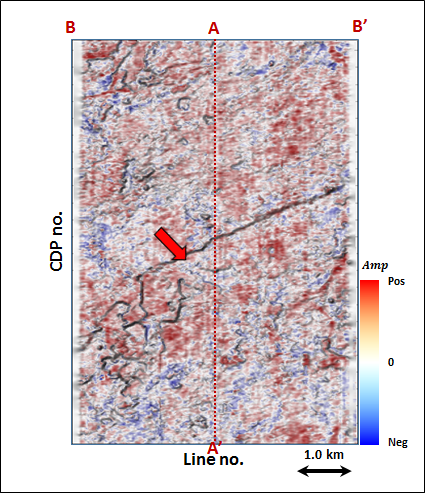 B A B’
CDP no.
Amp
Pos
0
Neg
A’
Line no.
1.0 km